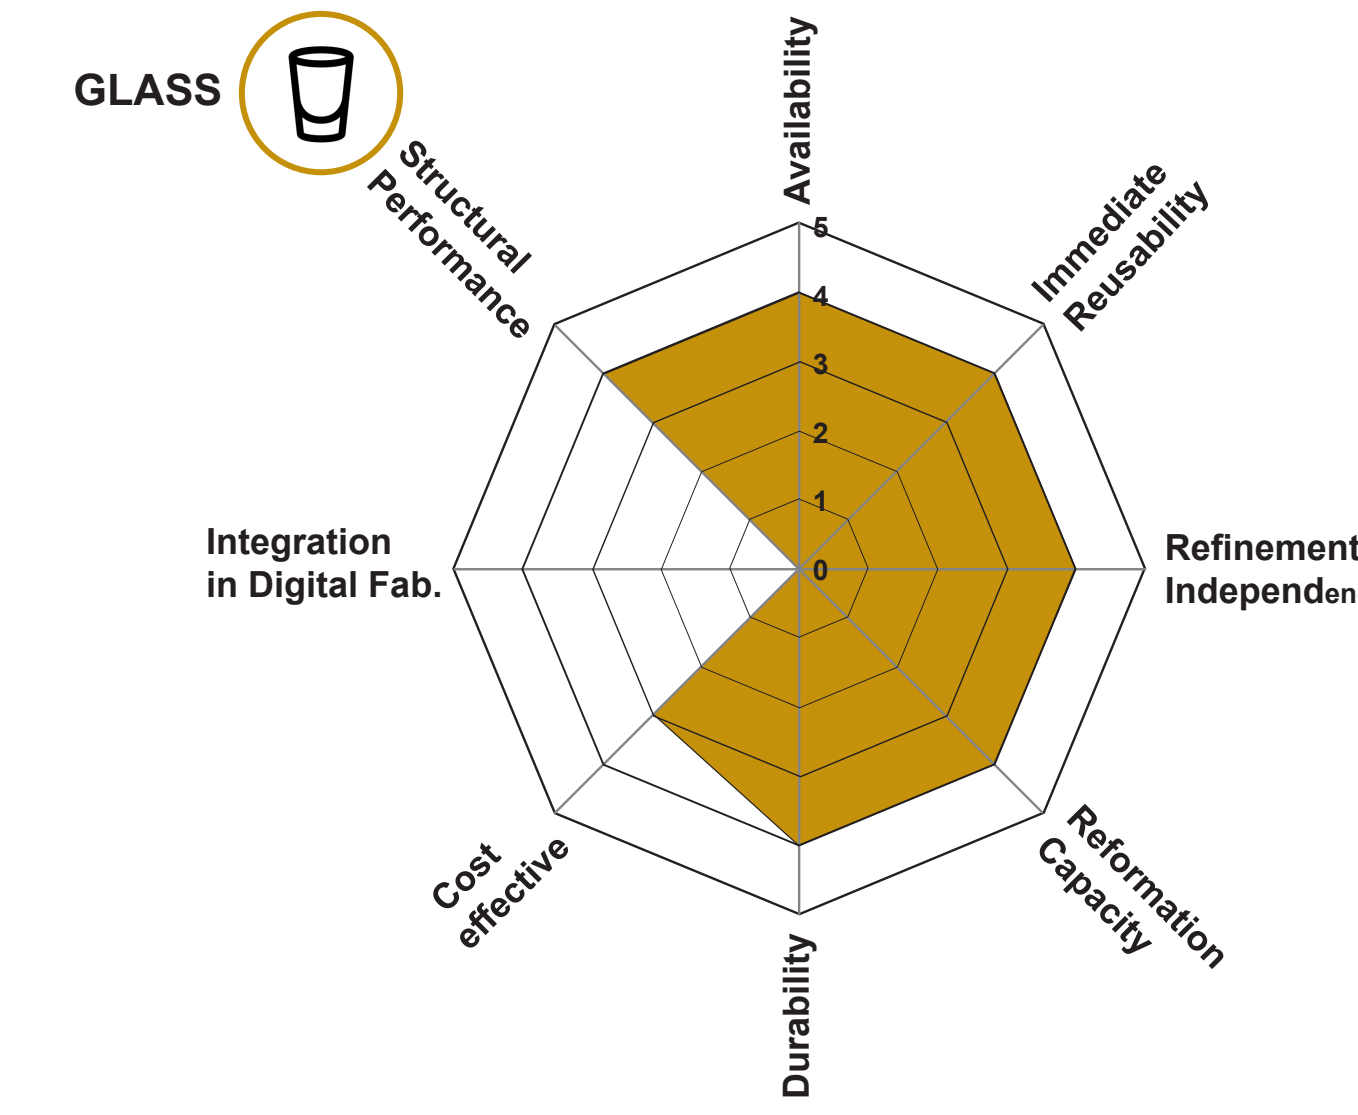 GLASS
Structural
Performance
Availability
Immediate
Reusability
5
4
3
2
1
0
Integration
in Digital Fab.
Refinement
Independen
Cost
effective
Reformation
Capacity
Durability